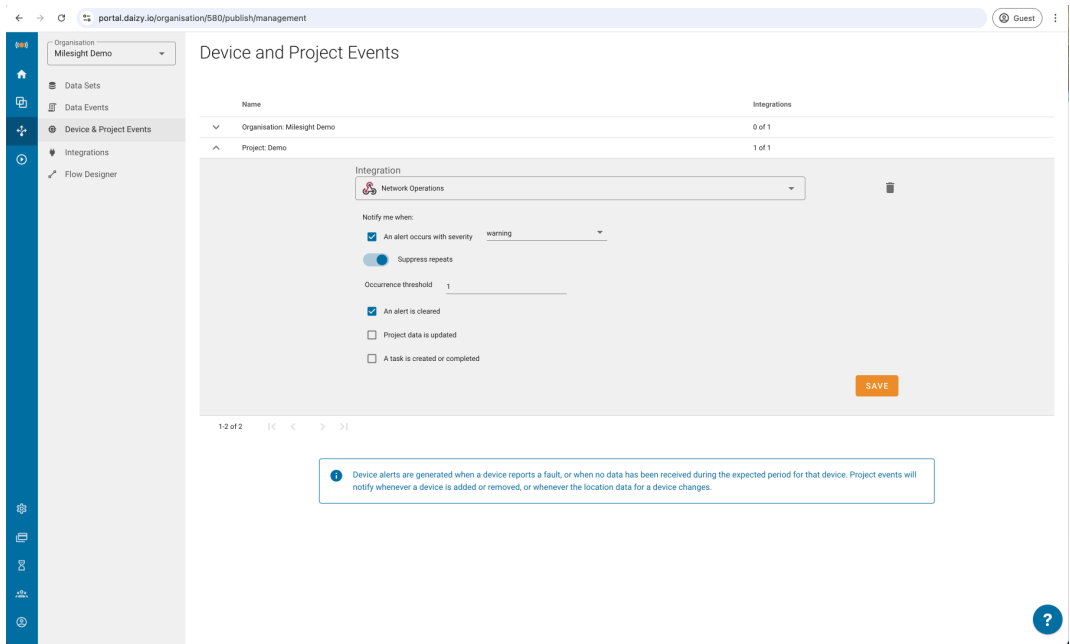 portal.daizy.io/organisation/580/publish/management
Guest
Organisation
Milesight Demo
Device and Project Events
Data Sets
Data Events
Device & Project Events
Integrations
Flow Designer
Name
Integrations
Organisation: Milesight Demo
0 of 1
Project: Demo
1 of 1
Integration
Network Operations
Notify me when:
An alert occurs with severity
warning
Suppress repeats
Occurrence threshold
1
An alert is cleared
Project data is updated
A task is created or completed
SAVE
1-2 of 2
Device alerts are generated when a device reports a fault, or when no data has been received during the expected period for that device. Project events will
notify whenever a device is added or removed, or whenever the location data for a device changes.
?